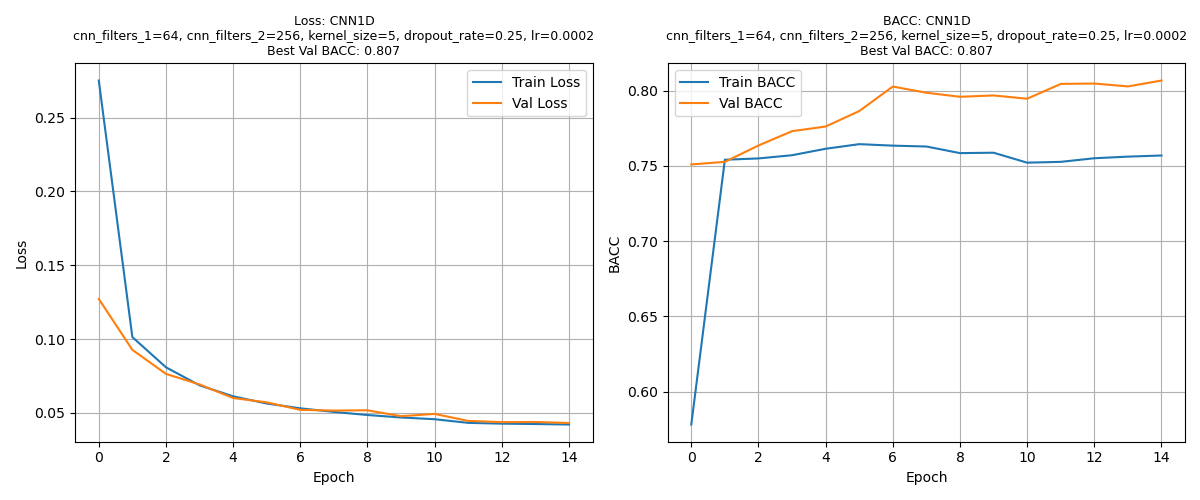 Loss: CNN1D
cnn_filters_1=64, cnn_filters_2=256, kernel_size=5, dropout_rate=0.25, lr=0.0002
Best Val BACC: 0.807
Train Loss
Val Loss
0.25
0.20
0.15
0.10
0.05
Loss
0 2 4 6 8 10 12 14
Epoch
BACC: CNN1D
cnn_filters_1=64, cnn_filters_2=256, kernel_size=5, dropout_rate=0.25, lr=0.0002
Best Val BACC: 0.807
Train BACC
Val BACC
0.80
0.75
0.70
0.65
0.60
BACC
0 2 4 6 8 10 12 14
Epoch